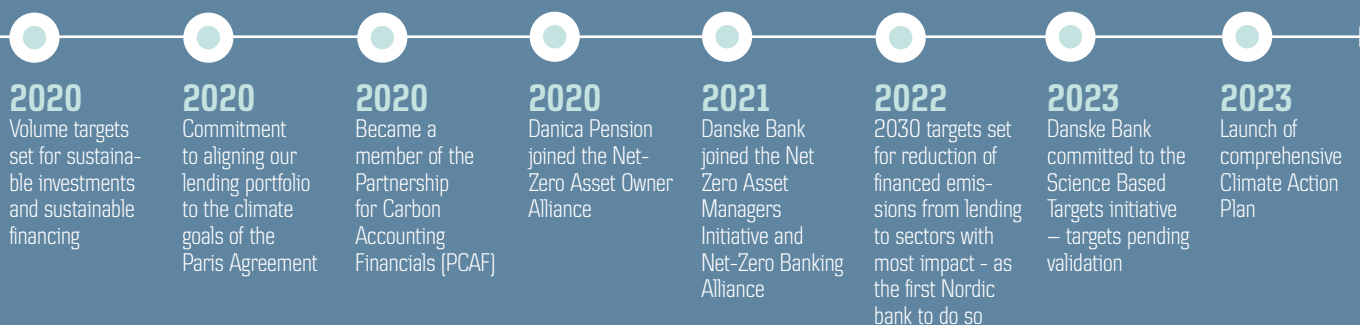 2020
Volume targets
set for sustaina-
ble investments
and sustainable
financing
2020
Commitment
to aligning our
lending portfolio
to the climate
goals of the
Paris Agreement
2020
Became a
member of the
Partnership
for Carbon
Accounting
Financials (PCAF)
2020
Danica Pension
joined the Net-
Zero Asset Owner
Alliance
2021
Danske Bank
joined the Net
Zero Asset
Managers
Initiative and
Net-Zero Banking
Alliance
2022
2030 targets set
for reduction of
financed emis-
sions from lending
to sectors with
most impact - as
the first Nordic
bank to do so
2023
Danske Bank
committed to the
Science Based
Targets initiative
– targets pending
validation
2023
Launch of
comprehensive
Climate Action
Plan